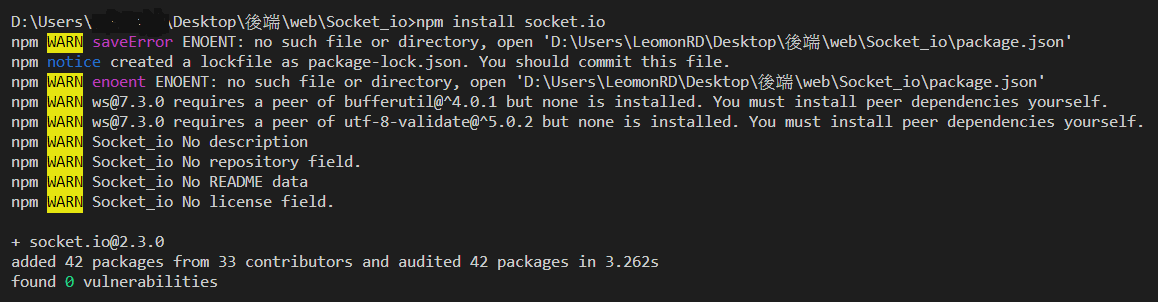 D:\Users\ \Desktop\後端\web\Socket_io>npm install socket.io
npm WARN saveError ENOENT: no such file or directory, open 'D:\Users\LeomonRD\Desktop\後端\web\Socket_io\package.json'
npm notice created a lockfile as package-lock.json. You should commit this file.
npm WARN enoent ENOENT: no such file or directory, open 'D:\Users\LeomonRD\Desktop\後端\web\Socket_io\package.json'
npm WARN ws@7.3.0 requires a peer of bufferutil@^4.0.1 but none is installed. You must install peer dependencies yourself.
npm WARN ws@7.3.0 requires a peer of utf-8-validate@^5.0.2 but none is installed. You must install peer dependencies yourself.
npm WARN Socket_io No description
npm WARN Socket_io No repository field.
npm WARN Socket_io No README data
npm WARN Socket_io No license field.
+ socket.io@2.3.0
added 42 packages from 33 contributors and audited 42 packages in 3.262s
found 0 vulnerabilities